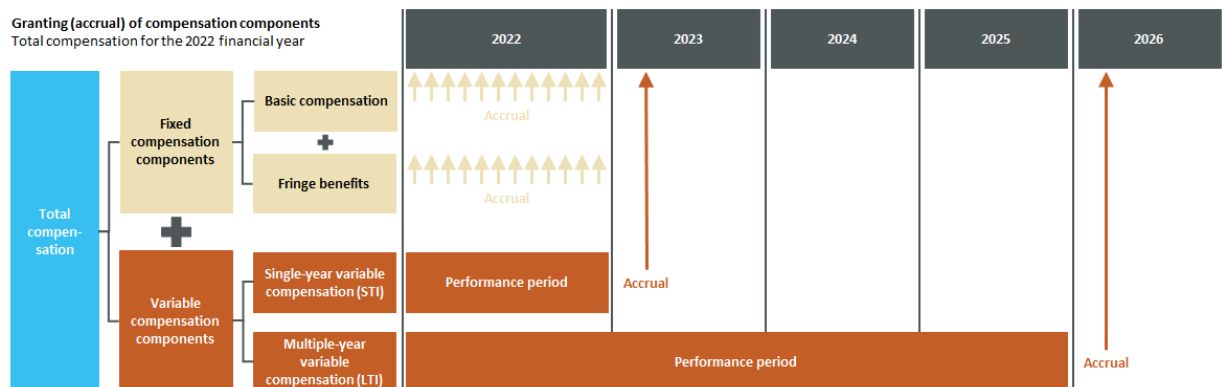 Granting (accrual) of compensation components
Total compensation for the 2022 financial year
2022
2023
2024
2025
2026
Total
compen-
sation
Fixed
compensation
components
Basic compensation
Accrual
Fringe benefits
Accrual
Variable
compensation
components
Single-year variable
compensation (STI)
Performance period
Accrual
Multiple-year
variable
compensation (LTI)
Performance period
Accrual